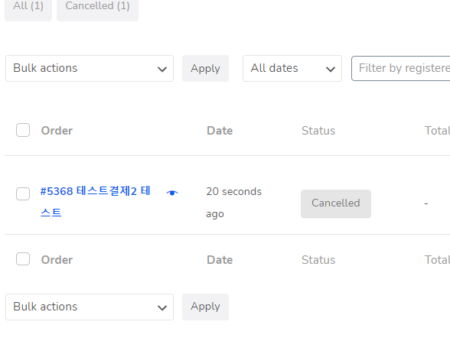 All (1) Cancelled (1)
Bulk actions Apply All dates Filter by registere
Order Date Status Total
#5368 테스트결제2 테 20 seconds Cancelled -
스트 ago
Order Date Status Total
Bulk actions Apply